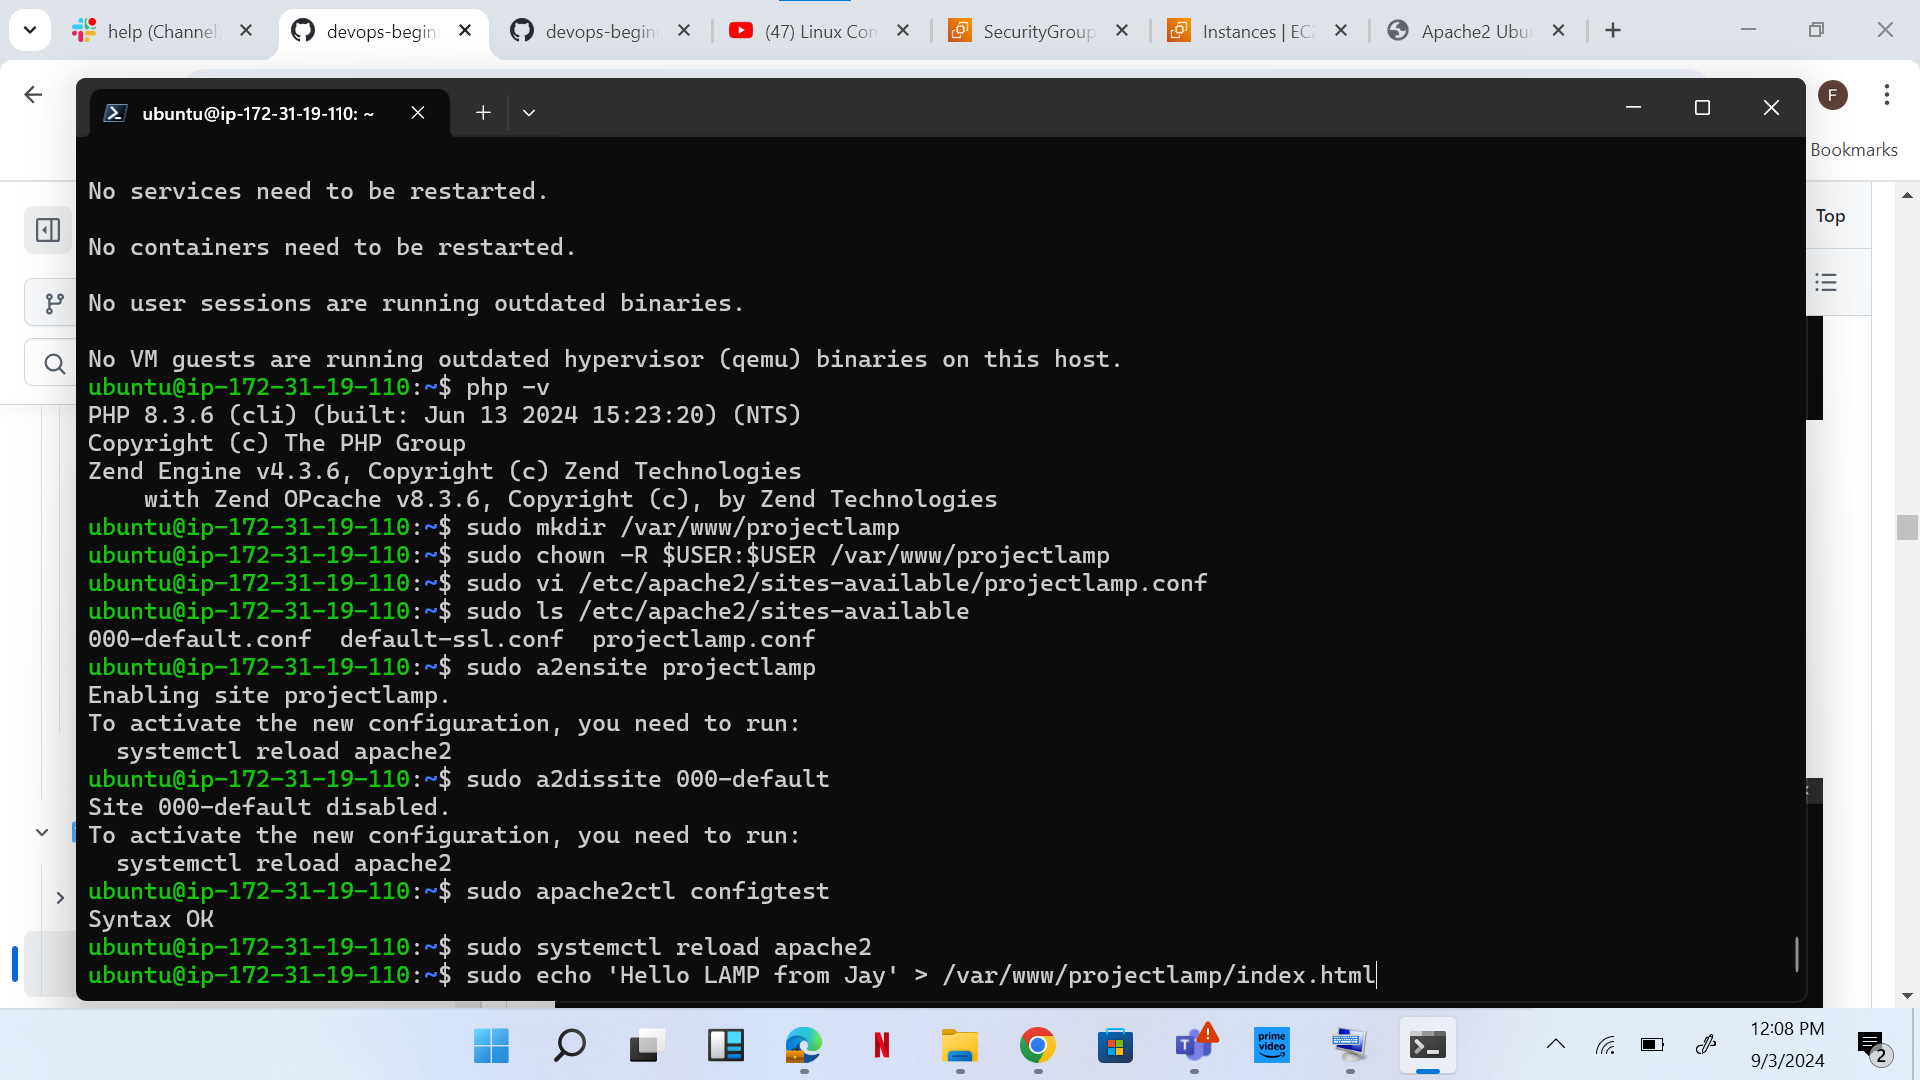 help (Channel
devops-begin
devops-begin
(47) Linux Con
SecurityGroup
Instances | EC2
Apache2 Ubu
ubuntu@ip-172-31-19-110: ~
F
Bookmarks
Top
No services need to be restarted.
No containers need to be restarted.
No user sessions are running outdated binaries.
No VM guests are running outdated hypervisor (qemu) binaries on this host.
ubuntu@ip-172-31-19-110:~$ php -v
PHP 8.3.6 (cli) (built: Jun 13 2024 15:23:20) (NTS)
Copyright (c) The PHP Group
Zend Engine v4.3.6, Copyright (c) Zend Technologies
    with Zend OPcache v8.3.6, Copyright (c), by Zend Technologies
ubuntu@ip-172-31-19-110:~$ sudo mkdir /var/www/projectlamp
ubuntu@ip-172-31-19-110:~$ sudo chown -R $USER:$USER /var/www/projectlamp
ubuntu@ip-172-31-19-110:~$ sudo vi /etc/apache2/sites-available/projectlamp.conf
ubuntu@ip-172-31-19-110:~$ sudo ls /etc/apache2/sites-available
000-default.conf  default-ssl.conf  projectlamp.conf
ubuntu@ip-172-31-19-110:~$ sudo a2ensite projectlamp
Enabling site projectlamp.
To activate the new configuration, you need to run:
  systemctl reload apache2
ubuntu@ip-172-31-19-110:~$ sudo a2dissite 000-default
Site 000-default disabled.
To activate the new configuration, you need to run:
  systemctl reload apache2
ubuntu@ip-172-31-19-110:~$ sudo apache2ctl configtest
Syntax OK
ubuntu@ip-172-31-19-110:~$ sudo systemctl reload apache2
ubuntu@ip-172-31-19-110:~$ sudo echo 'Hello LAMP from Jay' > /var/www/projectlamp/index.html
N
prime video
12:08 PM
9/3/2024
2